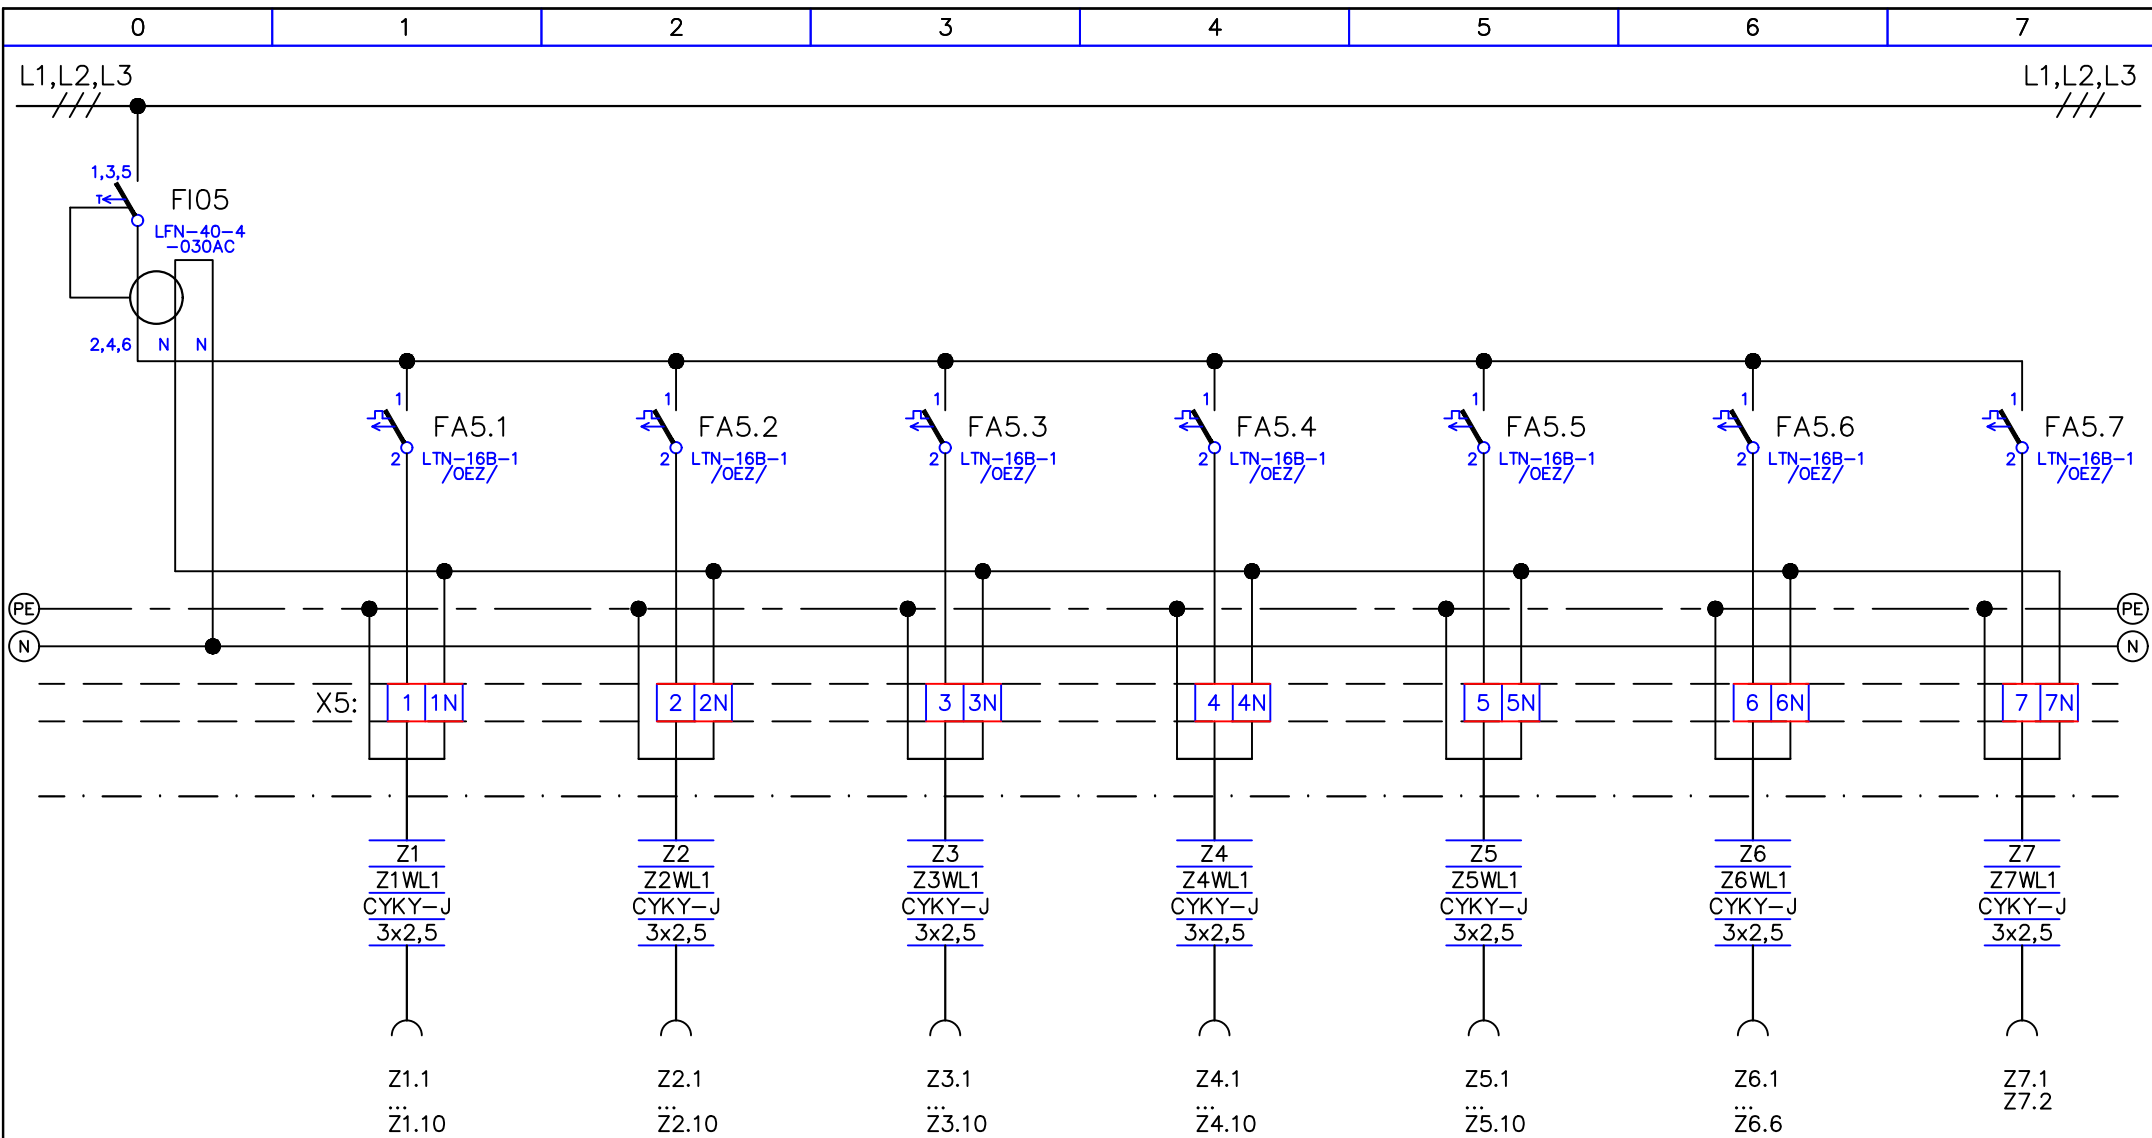 0 1 2 3 4 5 6 7
L1,L2,L3 L1,L2,L3
1,3,5
T
FI05
LFN-40-4
-030AC
2,4,6 N N
1 1 1 1 1 1 1
FA5.1 FA5.2 FA5.3 FA5.4 FA5.5 FA5.6 FA5.7
2 LTN-16B-1 2 LTN-16B-1 2 LTN-16B-1 2 LTN-16B-1 2 LTN-16B-1 2 LTN-16B-1 2 LTN-16B-1
/OEZ/ /OEZ/ /OEZ/ /OEZ/ /OEZ/ /OEZ/ /OEZ/
PE PE
N N
X5: 1 1N 2 2N 3 3N 4 4N 5 5N 6 6N 7 7N
Z1 Z2 Z3 Z4 Z5 Z6 Z7
Z1WL1 Z2WL1 Z3WL1 Z4WL1 Z5WL1 Z6WL1 Z7WL1
CYKY-J CYKY-J CYKY-J CYKY-J CYKY-J CYKY-J CYKY-J
3x2,5 3x2,5 3x2,5 3x2,5 3x2,5 3x2,5 3x2,5
Z1.1 Z2.1 Z3.1 Z4.1 Z5.1 Z6.1 Z7.1
... ... ... ... ... ... Z7.2
Z1.10 Z2.10 Z3.10 Z4.10 Z5.10 Z6.6